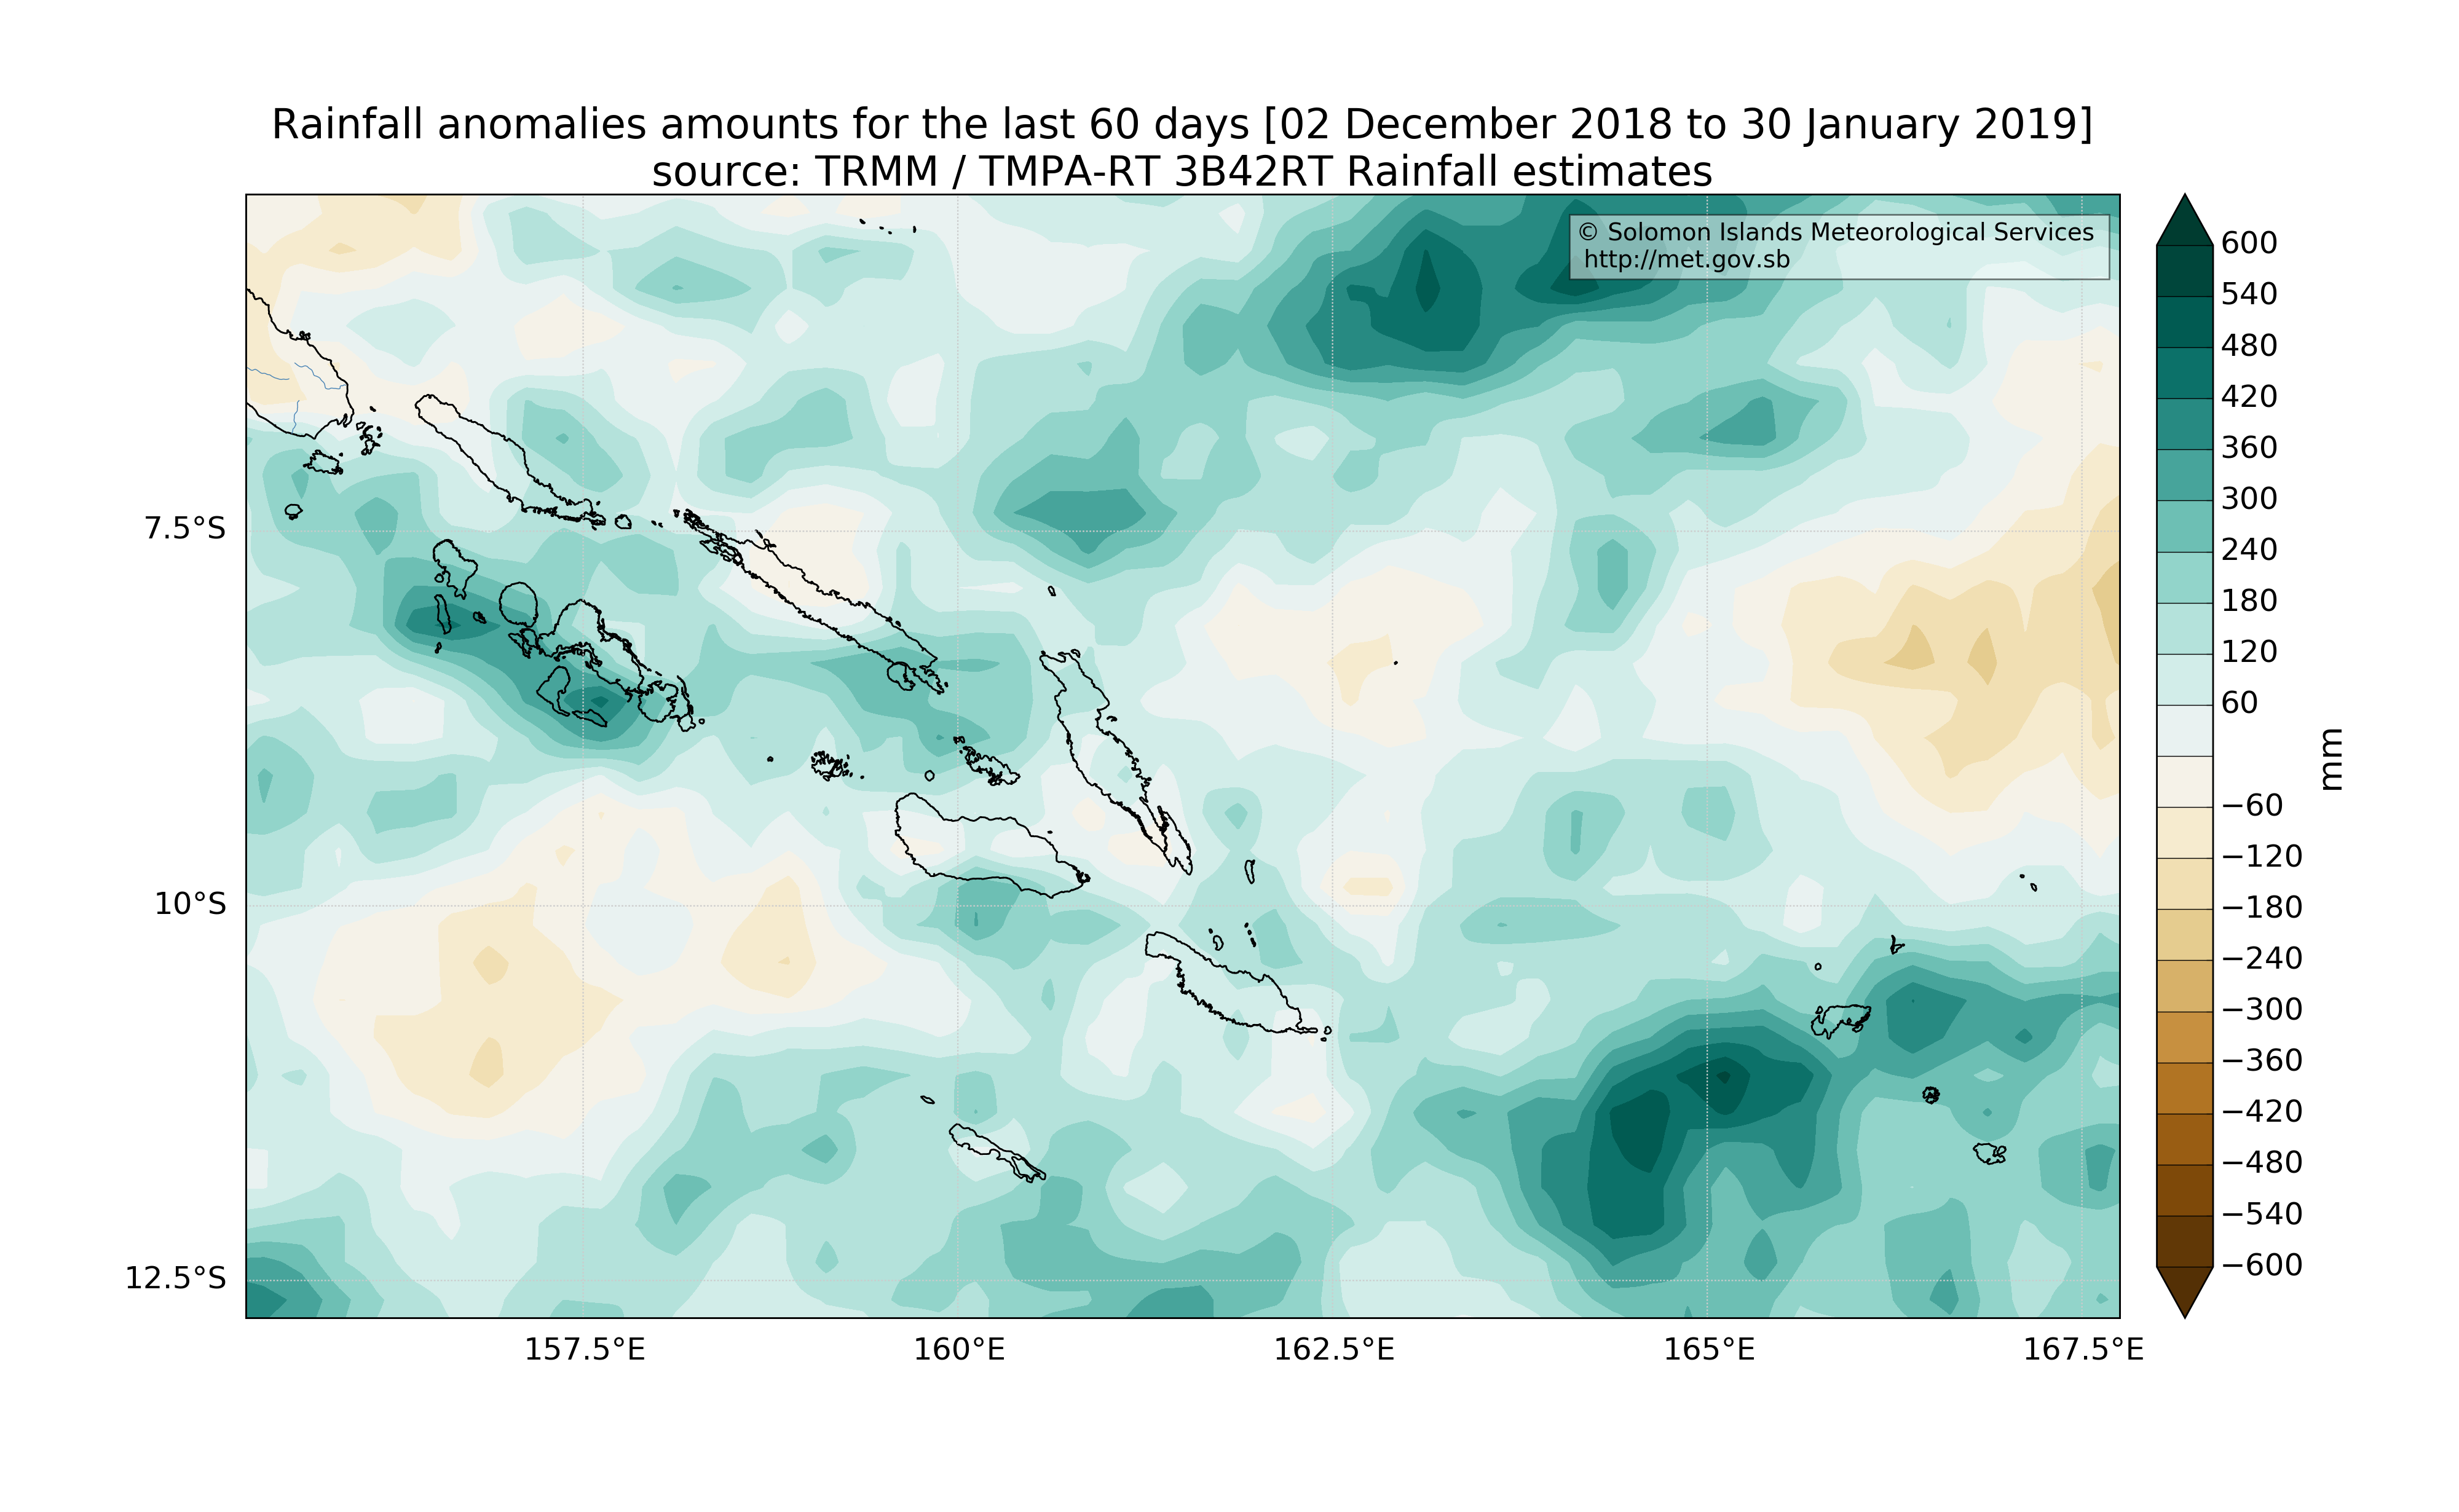 Rainfall anomalies amounts for the last 60 days [02 December 2018 to 30 January 2019]
source: TRMM / TMPA-RT 3B42RT Rainfall estimates
© Solomon Islands Meteorological Services
http://met.gov.sb
7.5°S
10°S
12.5°S
157.5°E
160°E
162.5°E
165°E
167.5°E
600
540
480
420
360
300
240
180
120
60
−60
−120
−180
−240
−300
−360
−420
−480
−540
−600
mm